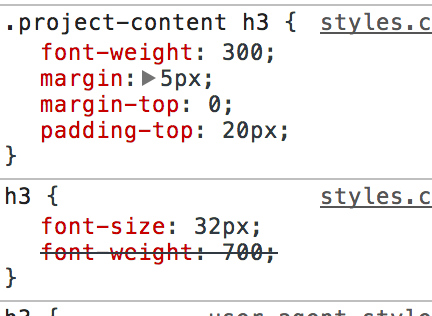 .project-content h3 { styles.c
font-weight: 300;
margin:▶5px;
margin-top: 0;
padding-top: 20px;
}
h3 { styles.c
font-size: 32px;
font-weight: 700;
}
h3 { user agent style